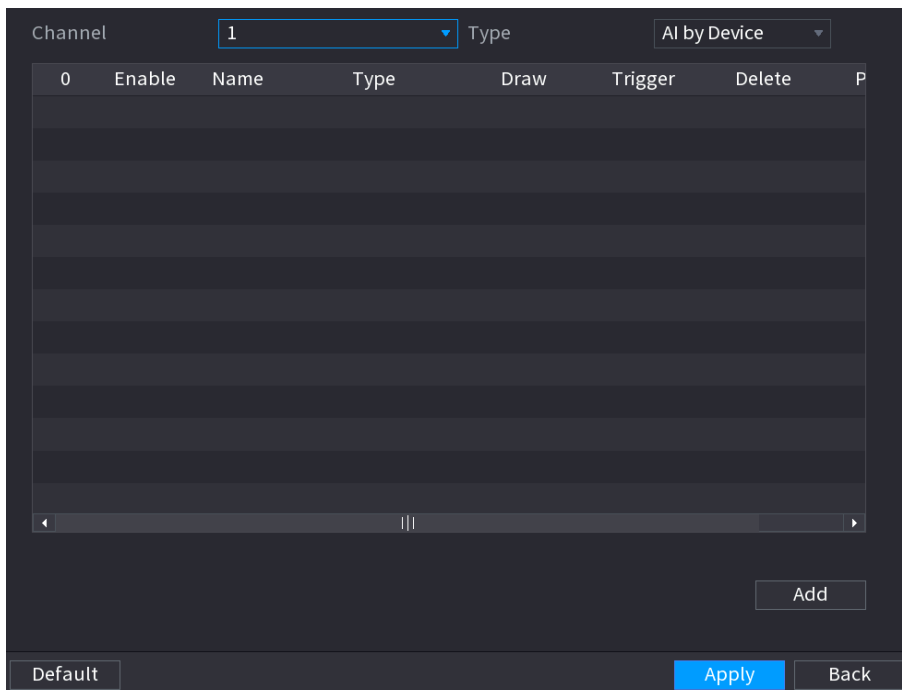 Channel 1 Type AI by Device
0 Enable Name Type Draw Trigger Delete P
Add
Default Apply Back